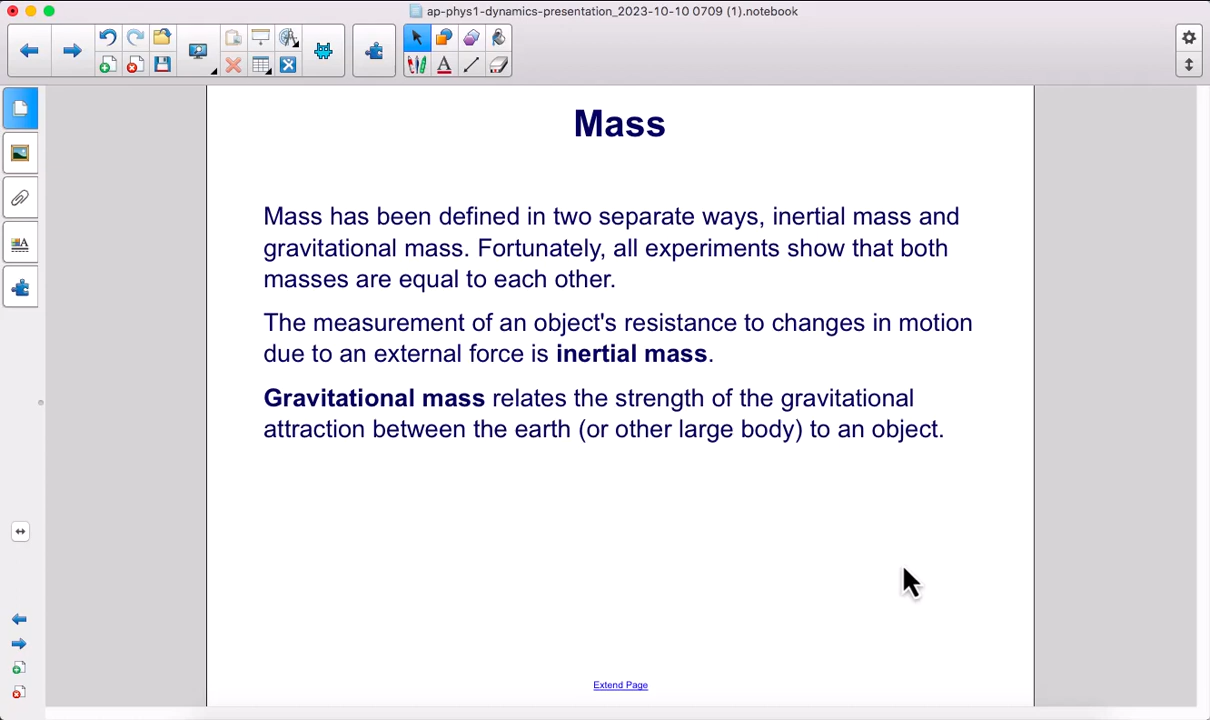 ap-phys1-dynamics-presentation_2023-10-10 0709 (1).notebook
Mass
Mass has been defined in two separate ways, inertial mass and
gravitational mass. Fortunately, all experiments show that both
masses are equal to each other.
The measurement of an object's resistance to changes in motion
due to an external force is inertial mass.
Gravitational mass relates the strength of the gravitational
attraction between the earth (or other large body) to an object.
Extend Page